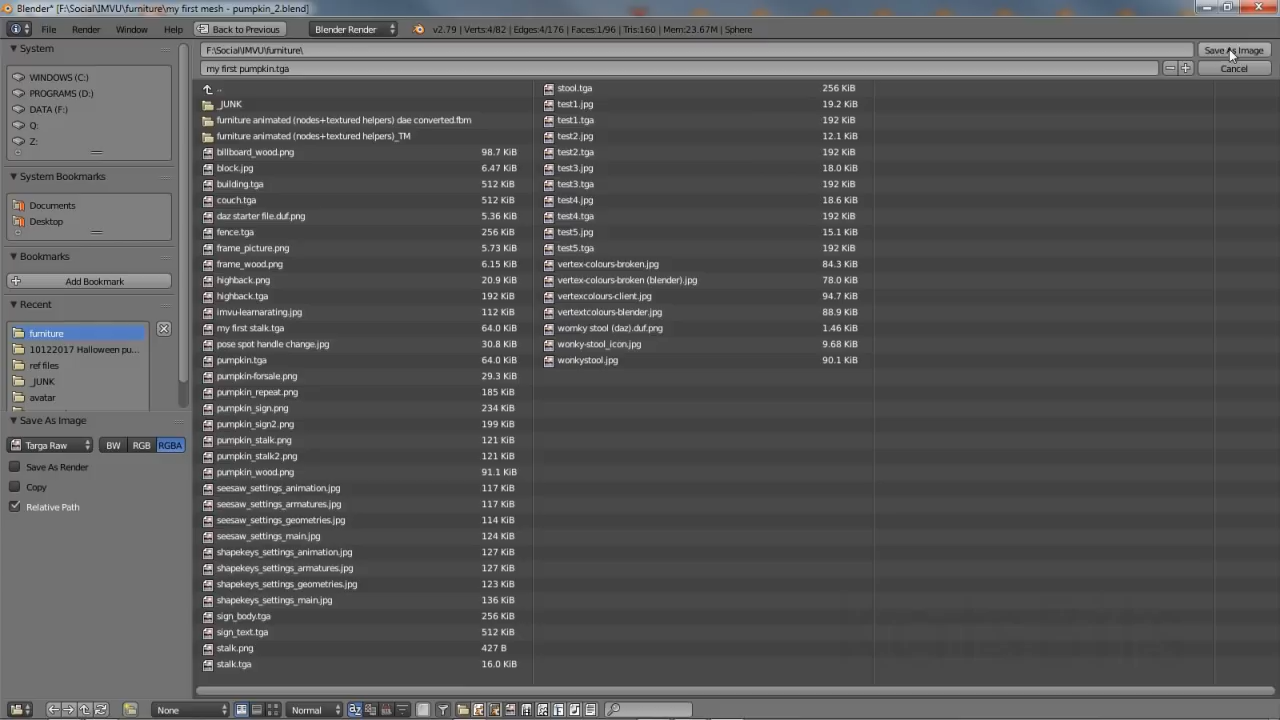 Blender* [F:\Social\IMVU\furniture\my first mesh - pumpkin_2.blend]
File Render Window Help Back to Previous Blender Render v2.79 | Verts:4/82 | Edges:4/176 | Faces:1/96 | Tris:160 | Mem:23.67M | Sphere
System
WINDOWS (C:)
PROGRAMS (D:)
DATA (F:)
Q:
Z:
System Bookmarks
Documents
Desktop
Bookmarks
Add Bookmark
Recent
furniture
10122017 Halloween pu...
ref files
_JUNK
avatar
Save As Image
Targa Raw BW RGB RGBA
Save As Render
Copy
Relative Path
F:\Social\IMVU\furniture\ Save As Image
my first pumpkin.tga Cancel
..
_JUNK
furniture animated (nodes+textured helpers) dae converted.fbm
furniture animated (nodes+textured helpers)_TM
billboard_wood.png 98.7 KiB
block.jpg 6.47 KiB
building.tga 512 KiB
couch.tga 512 KiB
daz starter file.duf.png 5.36 KiB
fence.tga 256 KiB
frame_picture.png 5.73 KiB
frame_wood.png 6.15 KiB
highback.png 20.9 KiB
highback.tga 192 KiB
imvu-learnarating.jpg 112 KiB
my first stalk.tga 64.0 KiB
pose spot handle change.jpg 30.8 KiB
pumpkin.tga 64.0 KiB
pumpkin-forsale.png 29.3 KiB
pumpkin_repeat.png 185 KiB
pumpkin_sign.png 234 KiB
pumpkin_sign2.png 199 KiB
pumpkin_stalk.png 121 KiB
pumpkin_stalk2.png 121 KiB
pumpkin_wood.png 91.1 KiB
seesaw_settings_animation.jpg 117 KiB
seesaw_settings_armatures.jpg 117 KiB
seesaw_settings_geometries.jpg 114 KiB
seesaw_settings_main.jpg 124 KiB
shapekeys_settings_animation.jpg 127 KiB
shapekeys_settings_armatures.jpg 127 KiB
shapekeys_settings_geometries.jpg 123 KiB
shapekeys_settings_main.jpg 136 KiB
sign_body.tga 256 KiB
sign_text.tga 512 KiB
stalk.png 427 B
stalk.tga 16.0 KiB
stool.tga 256 KiB
test1.jpg 19.2 KiB
test1.tga 192 KiB
test2.jpg 12.1 KiB
test2.tga 192 KiB
test3.jpg 18.0 KiB
test3.tga 192 KiB
test4.jpg 18.6 KiB
test4.tga 192 KiB
test5.jpg 15.1 KiB
test5.tga 192 KiB
vertex-colours-broken.jpg 84.3 KiB
vertex-colours-broken (blender).jpg 78.0 KiB
vertexcolours-client.jpg 94.7 KiB
vertextcolours-blender.jpg 88.9 KiB
womky stool (daz).duf.png 1.46 KiB
wonky-stool_icon.jpg 9.68 KiB
wonkystool.jpg 90.1 KiB
None Normal